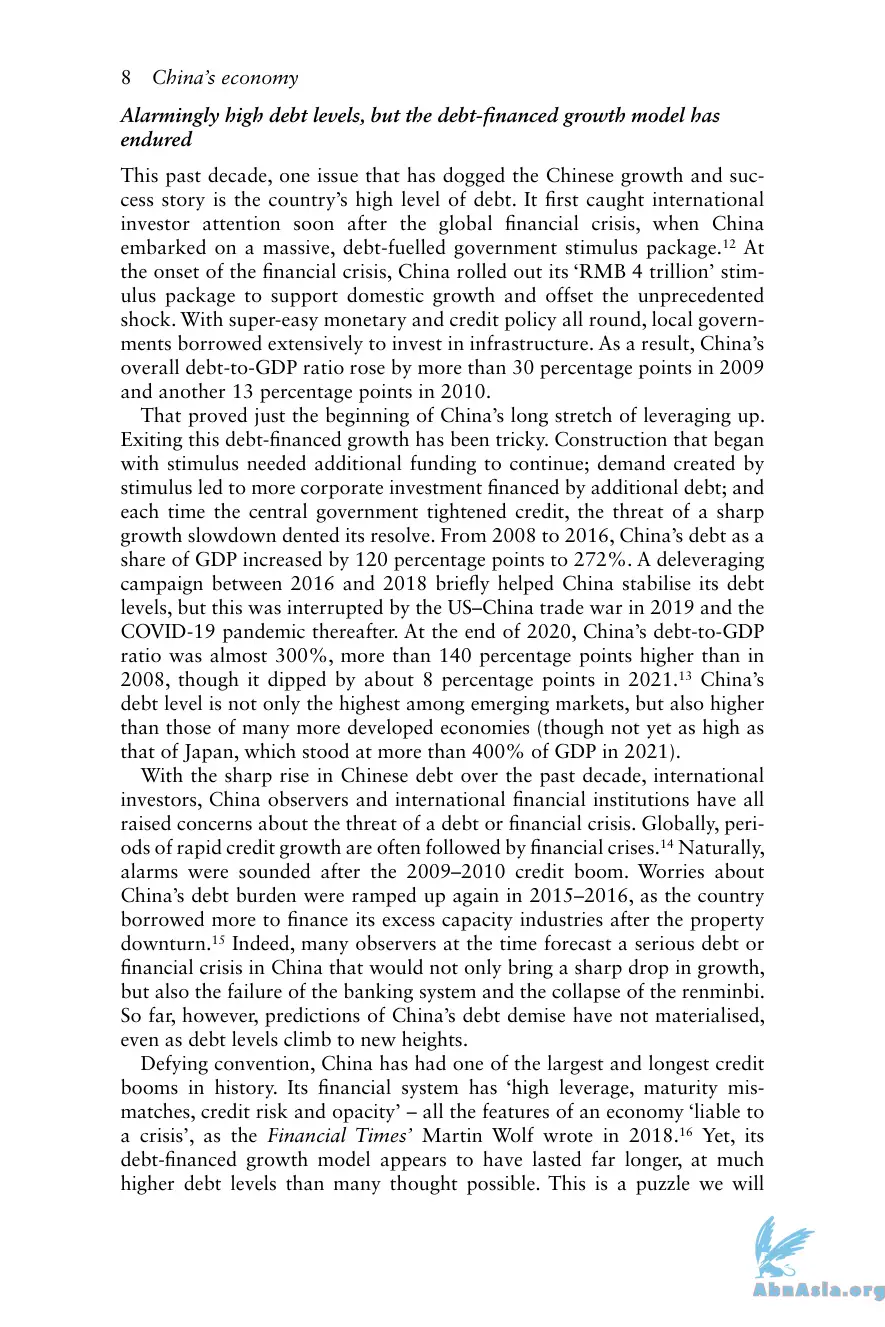 8 China's economy
Alarmingly high debt levels, but the debt-financed growth model has
endured
This past decade, one issue that has dogged the Chinese growth and suc-
cess story is the country's high level of debt. It first caught international
investor attention soon after the global financial crisis, when China
embarked on a massive, debt-fuelled government stimulus package.12 At
the onset of the financial crisis, China rolled out its ‘RMB 4 trillion’ stim-
ulus package to support domestic growth and offset the unprecedented
shock. With super-easy monetary and credit policy all round, local govern-
ments borrowed extensively to invest in infrastructure. As a result, China's
overall debt-to-GDP ratio rose by more than 30 percentage points in 2009
and another 13 percentage points in 2010.
That proved just the beginning of China's long stretch of leveraging up.
Exiting this debt-financed growth has been tricky. Construction that began
with stimulus needed additional funding to continue; demand created by
stimulus led to more corporate investment financed by additional debt; and
each time the central government tightened credit, the threat of a sharp
growth slowdown dented its resolve. From 2008 to 2016, China's debt as a
share of GDP increased by 120 percentage points to 272%. A deleveraging
campaign between 2016 and 2018 briefly helped China stabilise its debt
levels, but this was interrupted by the US–China trade war in 2019 and the
COVID-19 pandemic thereafter. At the end of 2020, China's debt-to-GDP
ratio was almost 300%, more than 140 percentage points higher than in
2008, though it dipped by about 8 percentage points in 2021.13 China's
debt level is not only the highest among emerging markets, but also higher
than those of many more developed economies (though not yet as high as
that of Japan, which stood at more than 400% of GDP in 2021).
With the sharp rise in Chinese debt over the past decade, international
investors, China observers and international financial institutions have all
raised concerns about the threat of a debt or financial crisis. Globally, peri-
ods of rapid credit growth are often followed by financial crises.14 Naturally,
alarms were sounded after the 2009–2010 credit boom. Worries about
China's debt burden were ramped up again in 2015–2016, as the country
borrowed more to finance its excess capacity industries after the property
downturn.15 Indeed, many observers at the time forecast a serious debt or
financial crisis in China that would not only bring a sharp drop in growth,
but also the failure of the banking system and the collapse of the renminbi.
So far, however, predictions of China's debt demise have not materialised,
even as debt levels climb to new heights.
Defying convention, China has had one of the largest and longest credit
booms in history. Its financial system has ‘high leverage, maturity mis-
matches, credit risk and opacity’ – all the features of an economy ‘liable to
a crisis’, as the Financial Times’ Martin Wolf wrote in 2018.16 Yet, its
debt-financed growth model appears to have lasted far longer, at much
higher debt levels than many thought possible. This is a puzzle we will
AbnAsia.org